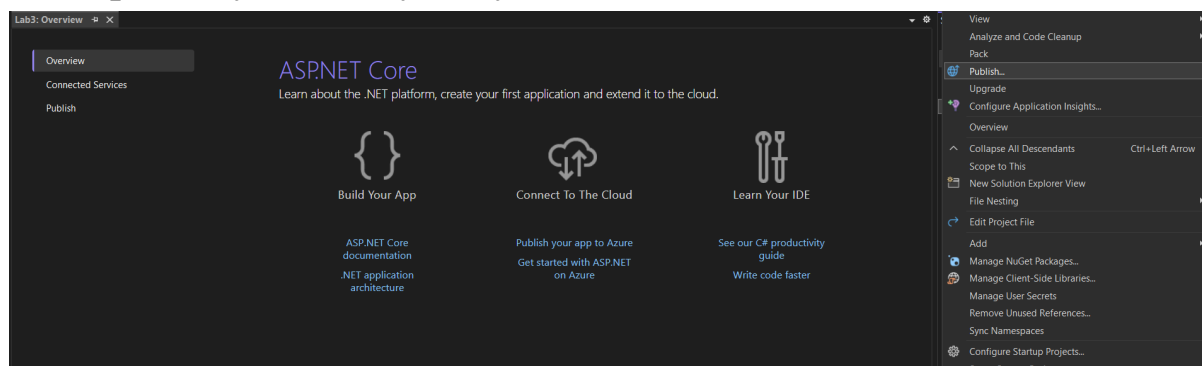 Lab3: Overview
Overview
Connected Services
Publish
ASP.NET Core
Learn about the .NET platform, create your first application and extend it to the cloud.
Build Your App
ASP.NET Core
documentation
.NET application
architecture
Connect To The Cloud
Publish your app to Azure
Get started with ASP.NET
on Azure
Learn Your IDE
See our C# productivity
guide
Write code faster
View
Analyze and Code Cleanup
Pack
Publish...
Upgrade
Configure Application Insights...
Overview
Collapse All Descendants Ctrl+Left Arrow
Scope to This
New Solution Explorer View
File Nesting
Edit Project File
Add
Manage NuGet Packages...
Manage Client-Side Libraries...
Manage User Secrets
Remove Unused References...
Sync Namespaces
Configure Startup Projects...